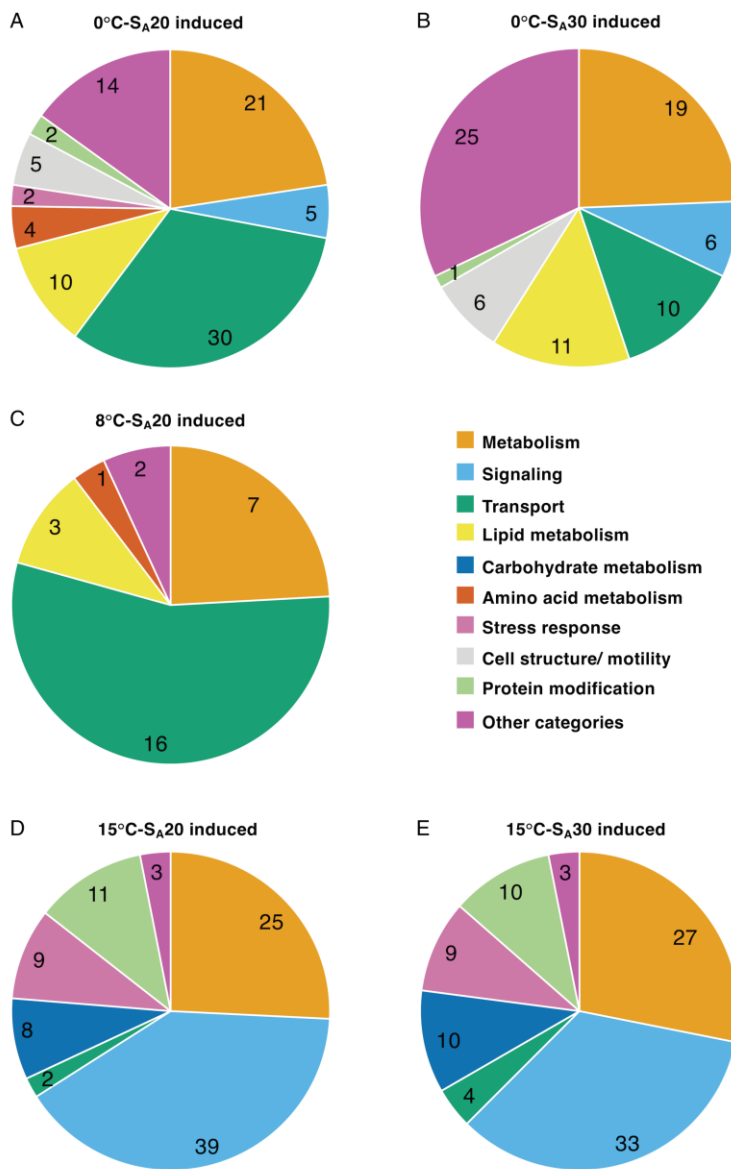 A
0°C-SA20 induced
14
21
2
5
2
5
4
10
30
B
0°C-SA30 induced
25
19
1
6
6
10
11
C
8°C-SA20 induced
1
2
7
3
16
Metabolism
Signaling
Transport
Lipid metabolism
Carbohydrate metabolism
Amino acid metabolism
Stress response
Cell structure/ motility
Protein modification
Other categories
D
15°C-SA20 induced
3
11
25
9
8
2
39
E
15°C-SA30 induced
3
10
27
9
10
4
33